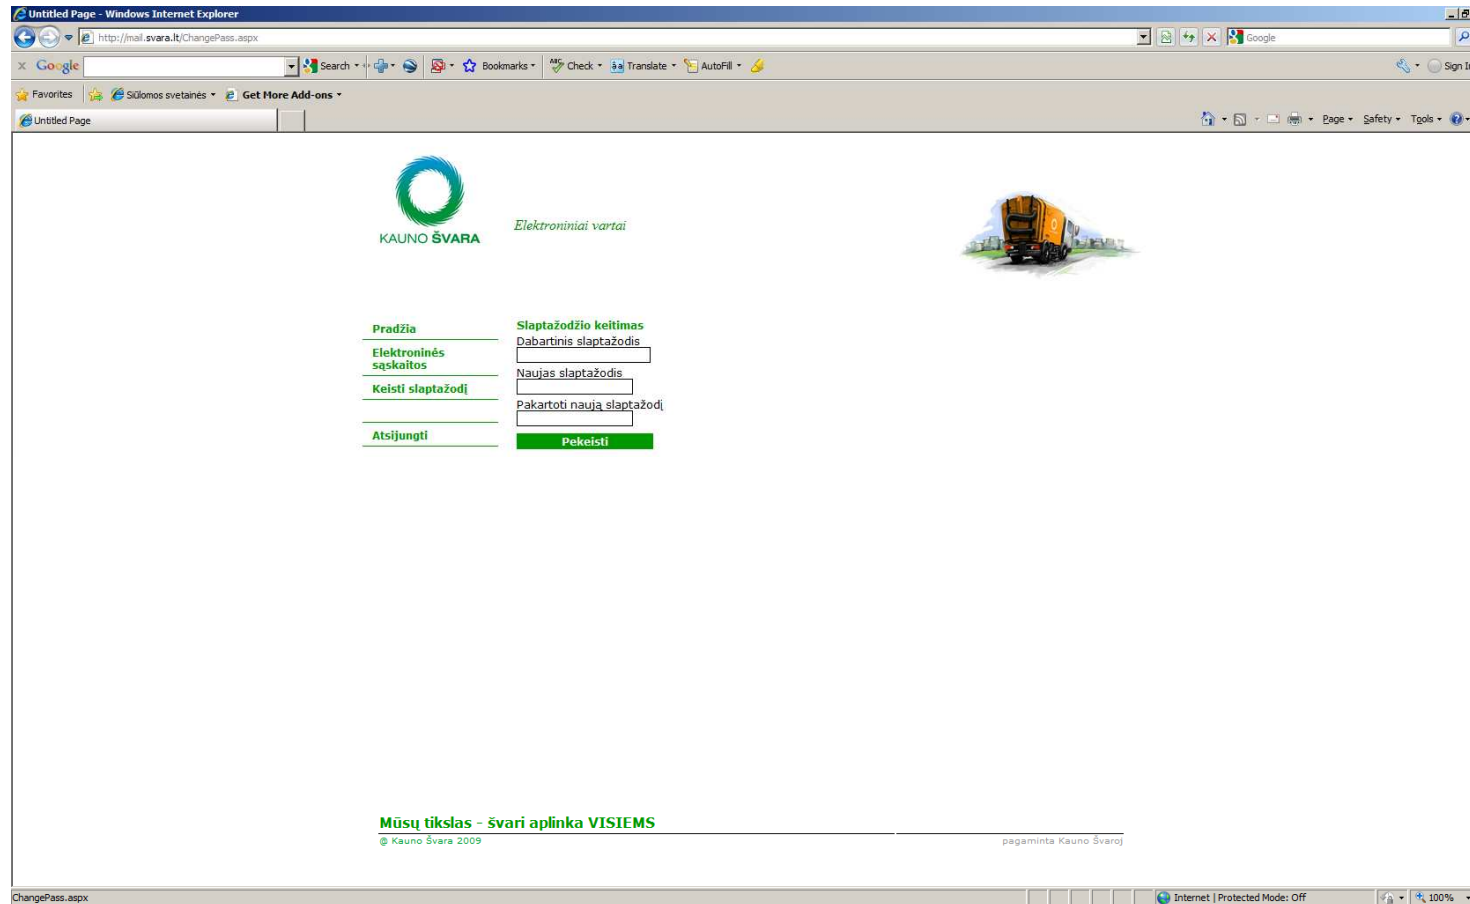 Untitled Page - Windows Internet Explorer
http://mail.svara.lt/ChangePass.aspx
Google
x Google
Search
Bookmarks
Check
Translate
AutoFill
Sign In
Favorites
Siūlomos svetainės
Get More Add-ons
Untitled Page
Page
Safety
Tools
KAUNO ŠVARA
Elektroniniai vartai
Pradžia
Elektroninės
sąskaitos
Keisti slaptažodį
Atsijungti
Slaptažodžio keitimas
Dabartinis slaptažodis
Naujas slaptažodis
Pakartoti naują slaptažodį
Pekeisti
Mūsų tikslas - švari aplinka VISIEMS
@ Kauno Švara 2009
pagaminta Kauno Švaroj
ChangePass.aspx
Internet | Protected Mode: Off
100%